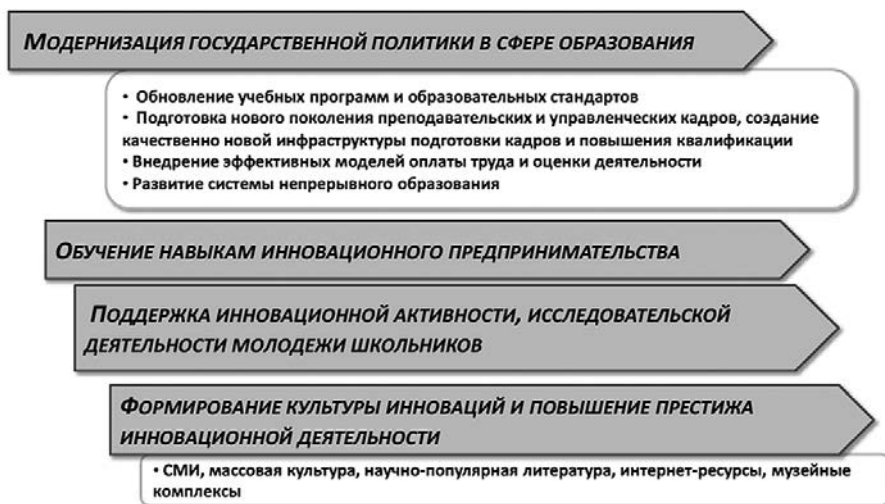 МОДЕРНИЗАЦИЯ ГОСУДАРСТВЕННОЙ ПОЛИТИКИ В СФЕРЕ ОБРАЗОВАНИЯ
• Обновление учебных программ и образовательных стандартов
• Подготовка нового поколения преподавательских и управленческих кадров, создание
качественно новой инфраструктуры подготовки кадров и повышения квалификации
• Внедрение эффективных моделей оплаты труда и оценки деятельности
• Развитие системы непрерывного образования
ОБУЧЕНИЕ НАВЫКАМ ИННОВАЦИОННОГО ПРЕДПРИНИМАТЕЛЬСТВА
ПОДДЕРЖКА ИННОВАЦИОННОЙ АКТИВНОСТИ, ИССЛЕДОВАТЕЛЬСКОЙ
ДЕЯТЕЛЬНОСТИ МОЛОДЕЖИ ШКОЛЬНИКОВ
ФОРМИРОВАНИЕ КУЛЬТУРЫ ИННОВАЦИЙ И ПОВЫШЕНИЕ ПРЕСТИЖА
ИННОВАЦИОННОЙ ДЕЯТЕЛЬНОСТИ
• СМИ, массовая культура, научно-популярная литература, интернет-ресурсы, музейные
комплексы